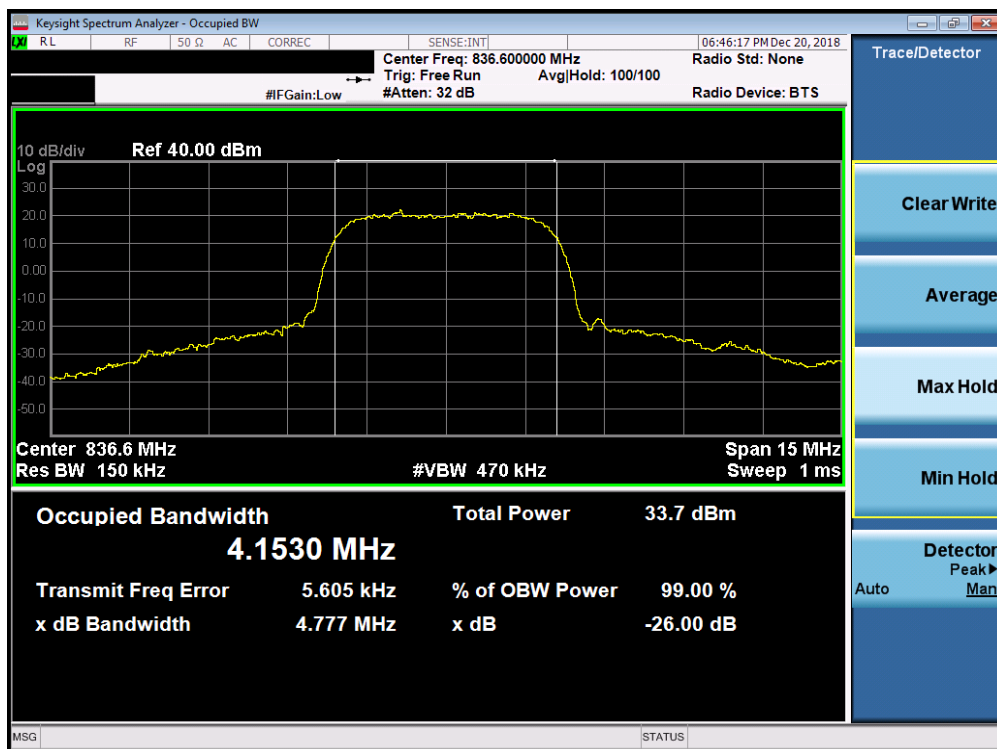 Keysight Spectrum Analyzer - Occupied BW
LXI RL RF 50 Ω AC CORREC SENSE:INT 06:46:17 PM Dec 20, 2018
Center Freq: 836.600000 MHz Radio Std: None
Trig: Free Run Avg|Hold: 100/100
#IFGain:Low #Atten: 32 dB Radio Device: BTS
10 dB/div Ref 40.00 dBm
Log
30.0
20.0
10.0
0.00
-10.0
-20.0
-30.0
-40.0
-50.0
Center 836.6 MHz Span 15 MHz
Res BW 150 kHz #VBW 470 kHz Sweep 1 ms
Occupied Bandwidth Total Power 33.7 dBm
4.1530 MHz
Transmit Freq Error 5.605 kHz % of OBW Power 99.00 %
x dB Bandwidth 4.777 MHz x dB -26.00 dB
MSG STATUS
Trace/Detector
Clear Write
Average
Max Hold
Min Hold
Detector
Peak▶
Auto Man